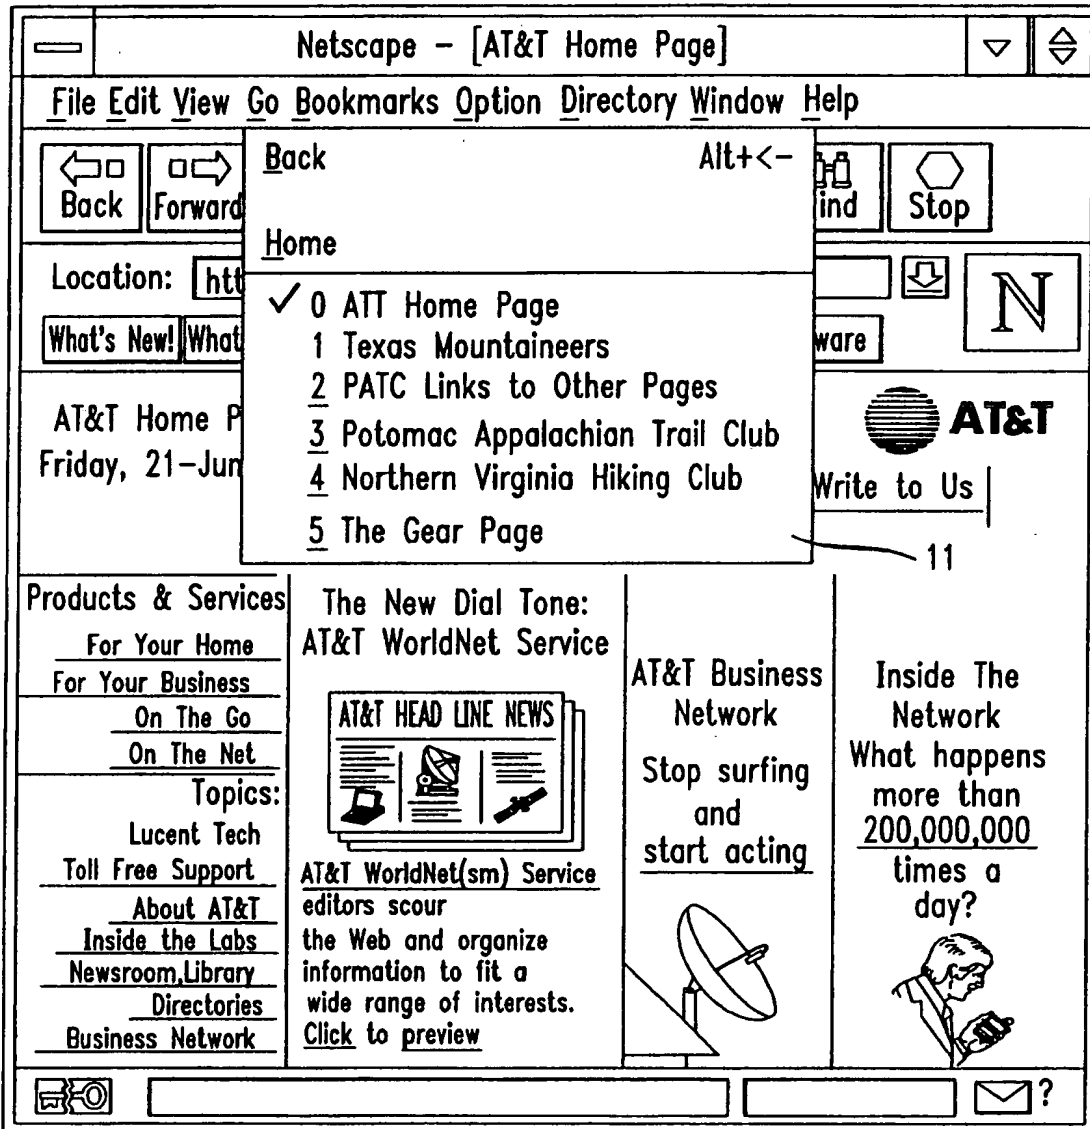 Netscape – [AT&T Home Page]
File Edit View Go Bookmarks Option Directory Window Help
Back Alt+<-
Home
Back Forward ind Stop
Location: htt
✓ 0 ATT Home Page
1 Texas Mountaineers
2 PATC Links to Other Pages
3 Potomac Appalachian Trail Club
4 Northern Virginia Hiking Club
5 The Gear Page
N
What's New! What ware
AT&T Home P
Friday, 21–Jun
AT&T
Write to Us
11
Products & Services
For Your Home
For Your Business
On The Go
On The Net
Topics:
Lucent Tech
Toll Free Support
About AT&T
Inside the Labs
Newsroom,Library
Directories
Business Network
The New Dial Tone:
AT&T WorldNet Service
AT&T HEAD LINE NEWS
AT&T WorldNet(sm) Service
editors scour
the Web and organize
information to fit a
wide range of interests.
Click to preview
AT&T Business
Network
Stop surfing
and
start acting
Inside The
Network
What happens
more than
200,000,000
times a
day?
?